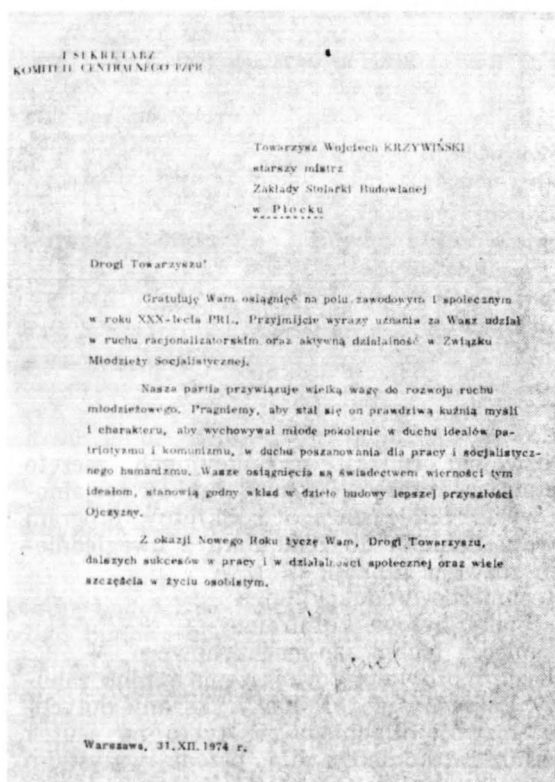 I SEKRETARZ
KOMITETU CENTRALNEGO PZPR
Towarzysz Wojciech KRZYWIŃSKI
starszy mistrz
Zakłady Stolarki Budowlanej
w Płocku
Drogi Towarzyszu!
Gratuluję Wam osiągnięć na polu zawodowym i społecznym
w roku XXX-lecia PRL. Przyjmijcie wyrazy uznania za Wasz udział
w ruchu racjonalizatorskim oraz aktywną działalność w Związku
Młodzieży Socjalistycznej.
Nasza partia przywiązuje wielką wagę do rozwoju ruchu
młodzieżowego. Pragniemy, aby stał się on prawdziwą kuźnią myśli
i charakteru, aby wychowywał młode pokolenie w duchu ideałów pa-
triotyzmu i komunizmu, w duchu poszanowania dla pracy i socjalistycz-
nego humanizmu. Wasze osiągnięcia są świadectwem wierności tym
ideałom, stanowią godny wkład w dzieło budowy lepszej przyszłości
Ojczyzny.
Z okazji Nowego Roku życzę Wam, Drogi Towarzyszu,
dalszych sukcesów w pracy i w działalności społecznej oraz wiele
szczęścia w życiu osobistym.
Warszawa, 31.XII.1974 r.